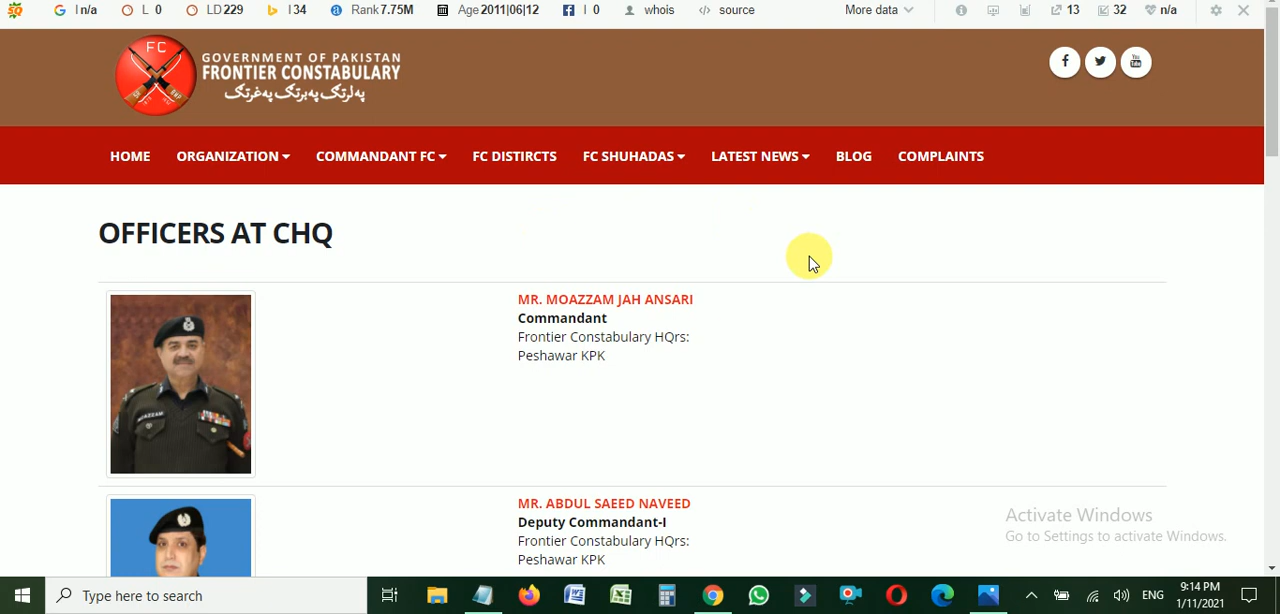 I n/a L 0 LD 229 I 34 Rank 7.75M Age 2011|06|12 I 0 whois source More data 13 32 n/a
FC
GOVERNMENT OF PAKISTAN
FRONTIER CONSTABULARY
HOME ORGANIZATION COMMANDANT FC FC DISTIRCTS FC SHUHADAS LATEST NEWS BLOG COMPLAINTS
OFFICERS AT CHQ
MR. MOAZZAM JAH ANSARI
Commandant
Frontier Constabulary HQrs:
Peshawar KPK
MOAZZAM
MR. ABDUL SAEED NAVEED
Deputy Commandant-I
Frontier Constabulary HQrs:
Peshawar KPK
Activate Windows
Go to Settings to activate Windows.
Type here to search
ENG
9:14 PM
1/11/2021